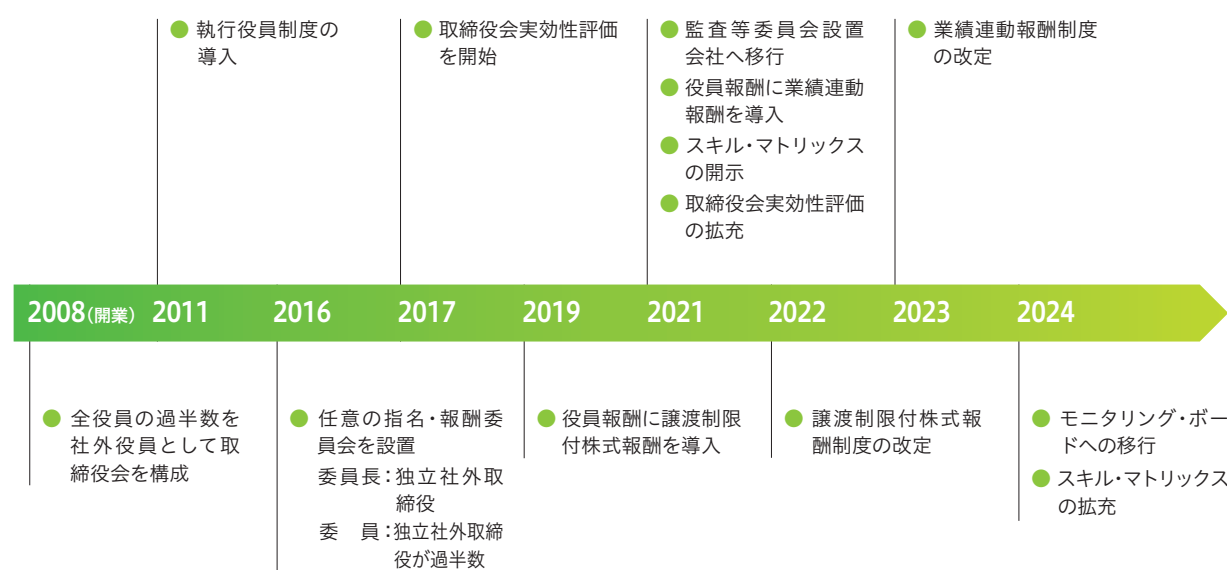 執行役員制度の
導入
取締役会実効性評価
を開始
監査等委員会設置
会社へ移行
役員報酬に業績連動
報酬を導入
スキル・マトリックス
の開示
取締役会実効性評価
の拡充
業績連動報酬制度
の改定
2008(開業) 2011 2016 2017 2019 2021 2022 2023 2024
全役員の過半数を
社外役員として取
締役会を構成
任意の指名・報酬委
員会を設置
委員長：独立社外取
締役
委　員：独立社外取締
役が過半数
役員報酬に譲渡制限
付株式報酬を導入
譲渡制限付株式報
酬制度の改定
モニタリング・ボー
ドへの移行
スキル・マトリックス
の拡充